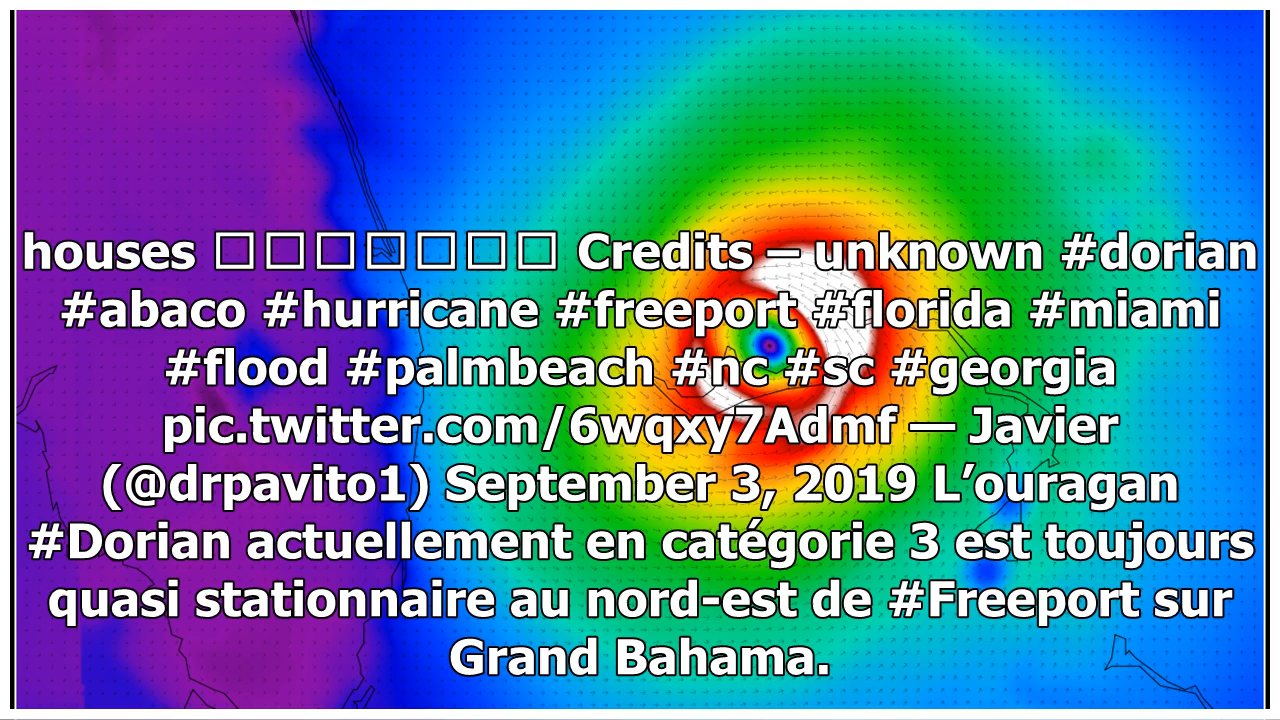 houses □□□□□□□ Credits – unknown #dorian
#abaco #hurricane #freeport #florida #miami
#flood #palmbeach #nc #sc #georgia
pic.twitter.com/6wqxy7Admf — Javier
(@drpavito1) September 3, 2019 L’ouragan
#Dorian actuellement en catégorie 3 est toujours
quasi stationnaire au nord-est de #Freeport sur
Grand Bahama.